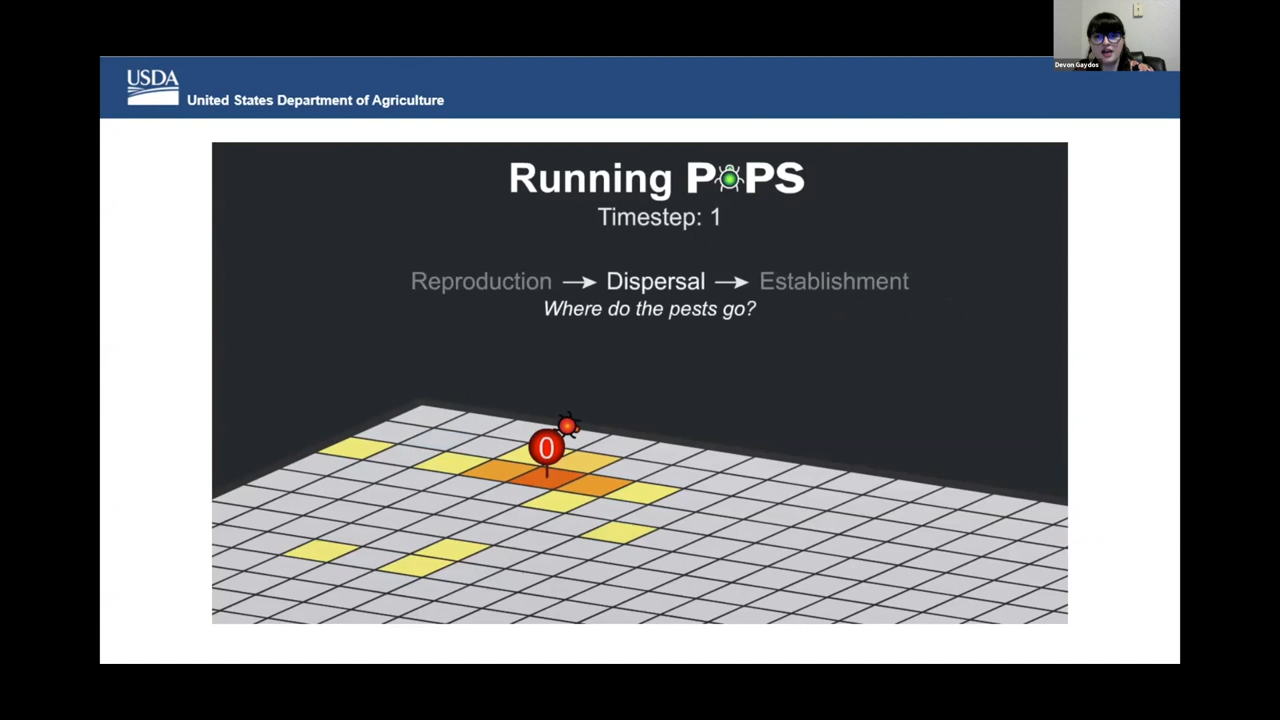 Devon Gaydos
USDA
United States Department of Agriculture
Running POPS
Timestep: 1
Reproduction → Dispersal → Establishment
Where do the pests go?
0